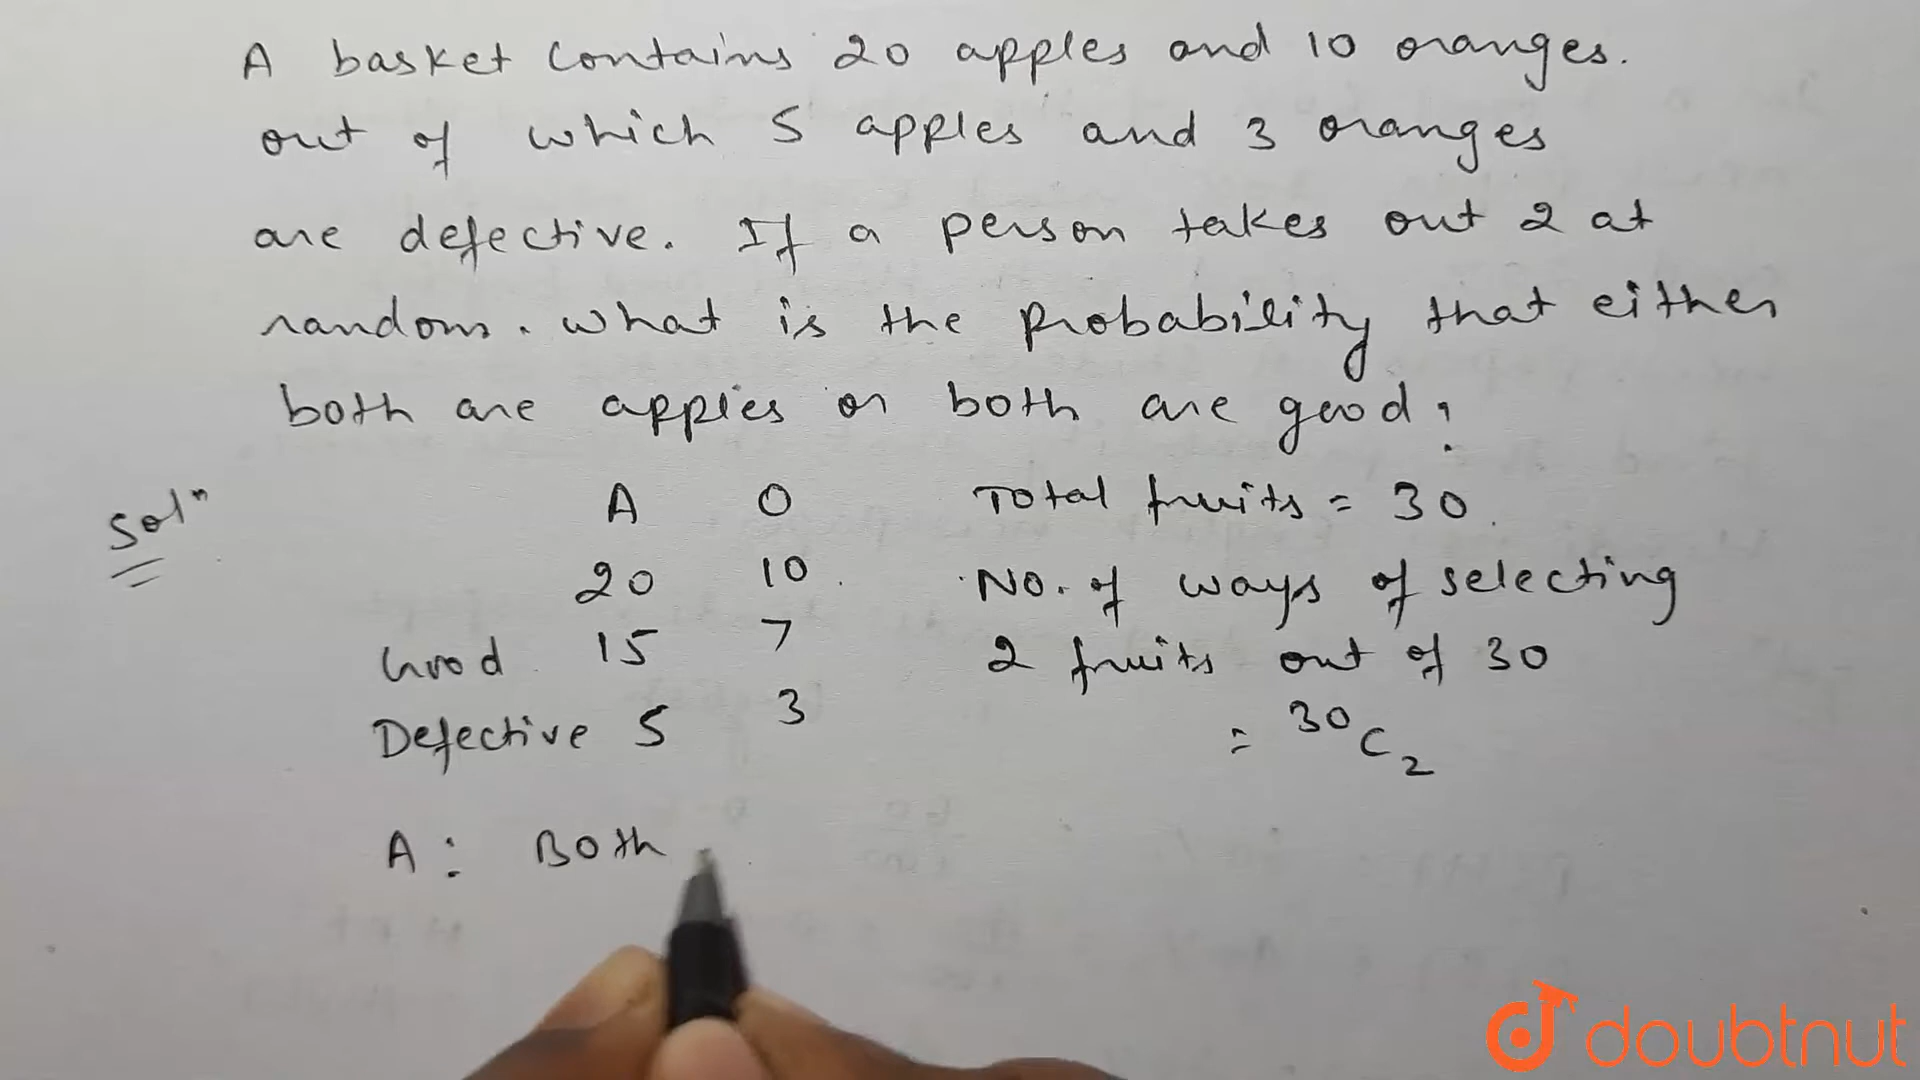 A basket contains 20 apples and 10 oranges.
out of which 5 apples and 3 oranges
are defective. If a person takes out 2 at
random. what is the probability that either
both are apples or both are good?
Solⁿ
A O Total fruits = 30.
20 10 No. of ways of selecting
Good 15 7 2 fruits out of 30
Defective 5 3 = ³⁰C₂
A : Both
doubtnut